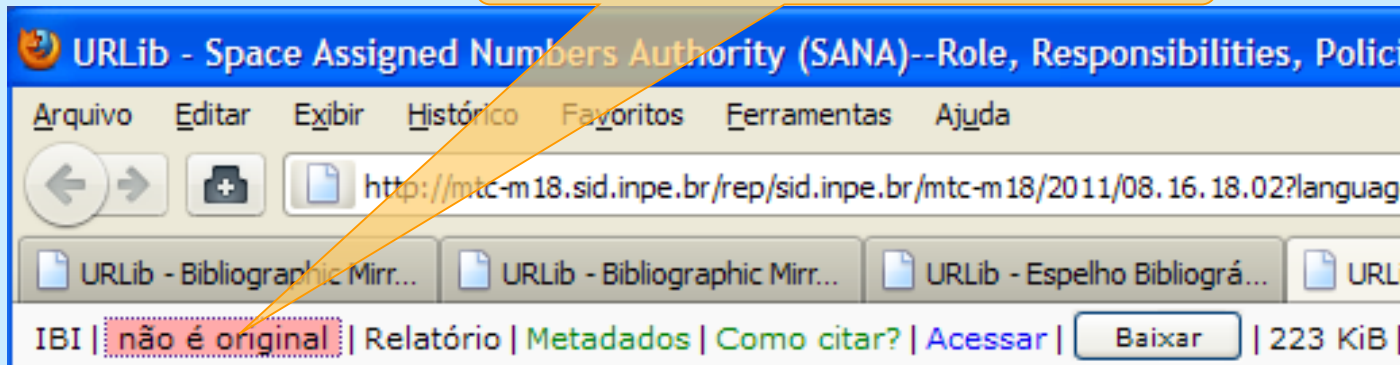 URLib - Space Assigned Numbers Authority (SANA)--Role, Responsibilities,
Arquivo Editar Exibir Histórico Favoritos Ferramentas Ajuda
http://mtc-m18.sid.inpe.br/rep/sid.inpe.br/mtc-m18/2011/08.16.18.02?languag
URLib - Bibliographic Mirr... URLib - Bibliographic Mirr... URLib - Espelho Bibliográ... URL
IBI | não é original | Relatório | Metadados | Como citar? | Acessar | Baixar | 223 KiB |